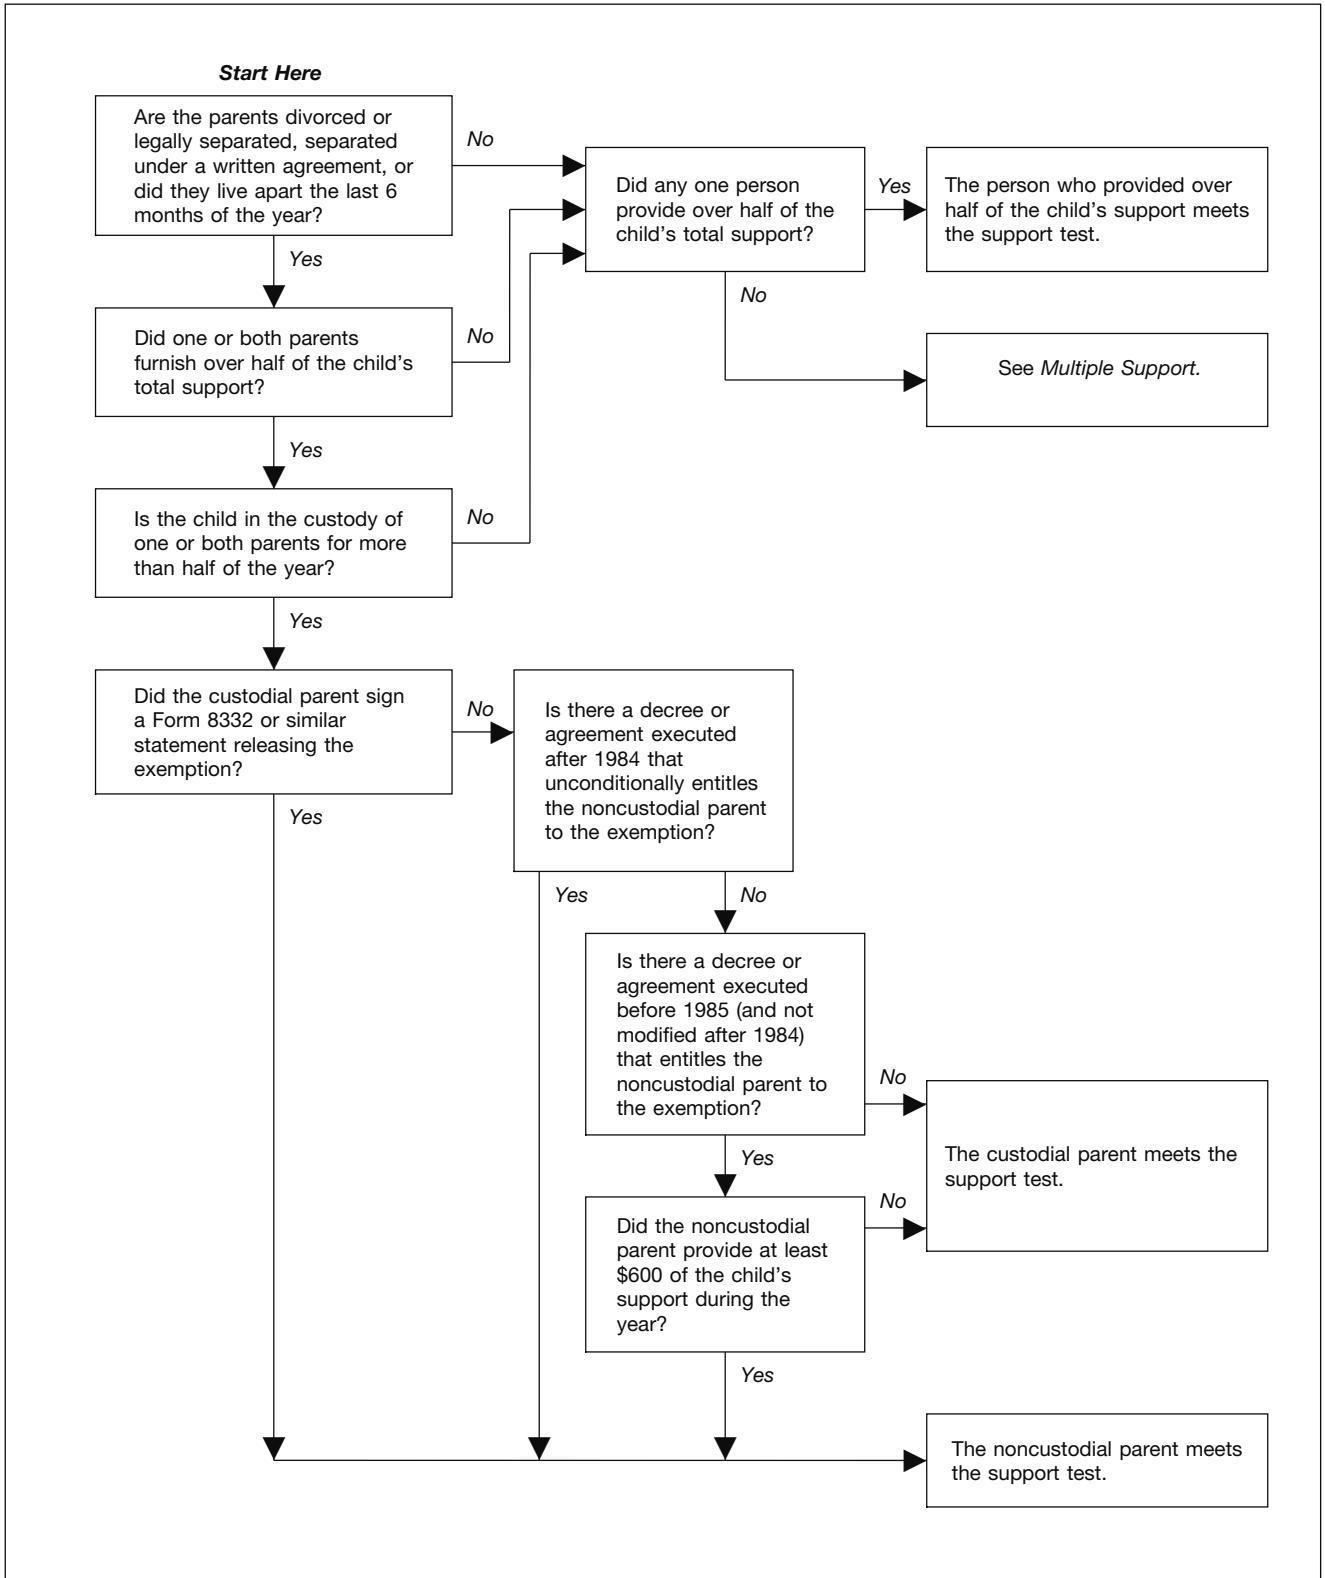 Start Here
Are the parents divorced or
legally separated, separated
under a written agreement, or
did they live apart the last 6
months of the year?
No
Did any one person
provide over half of the
child's total support?
Yes
The person who provided over
half of the child's support meets
the support test.
Yes
No
Did one or both parents
furnish over half of the child's
total support?
No
See Multiple Support.
Yes
Is the child in the custody of
one or both parents for more
than half of the year?
No
Yes
Did the custodial parent sign
a Form 8332 or similar
statement releasing the
exemption?
No
Is there a decree or
agreement executed
after 1984 that
unconditionally entitles
the noncustodial parent
to the exemption?
Yes
Yes
No
Is there a decree or
agreement executed
before 1985 (and not
modified after 1984)
that entitles the
noncustodial parent to
the exemption?
No
The custodial parent meets the
support test.
Yes
Did the noncustodial
parent provide at least
$600 of the child's
support during the
year?
No
Yes
The noncustodial parent meets
the support test.